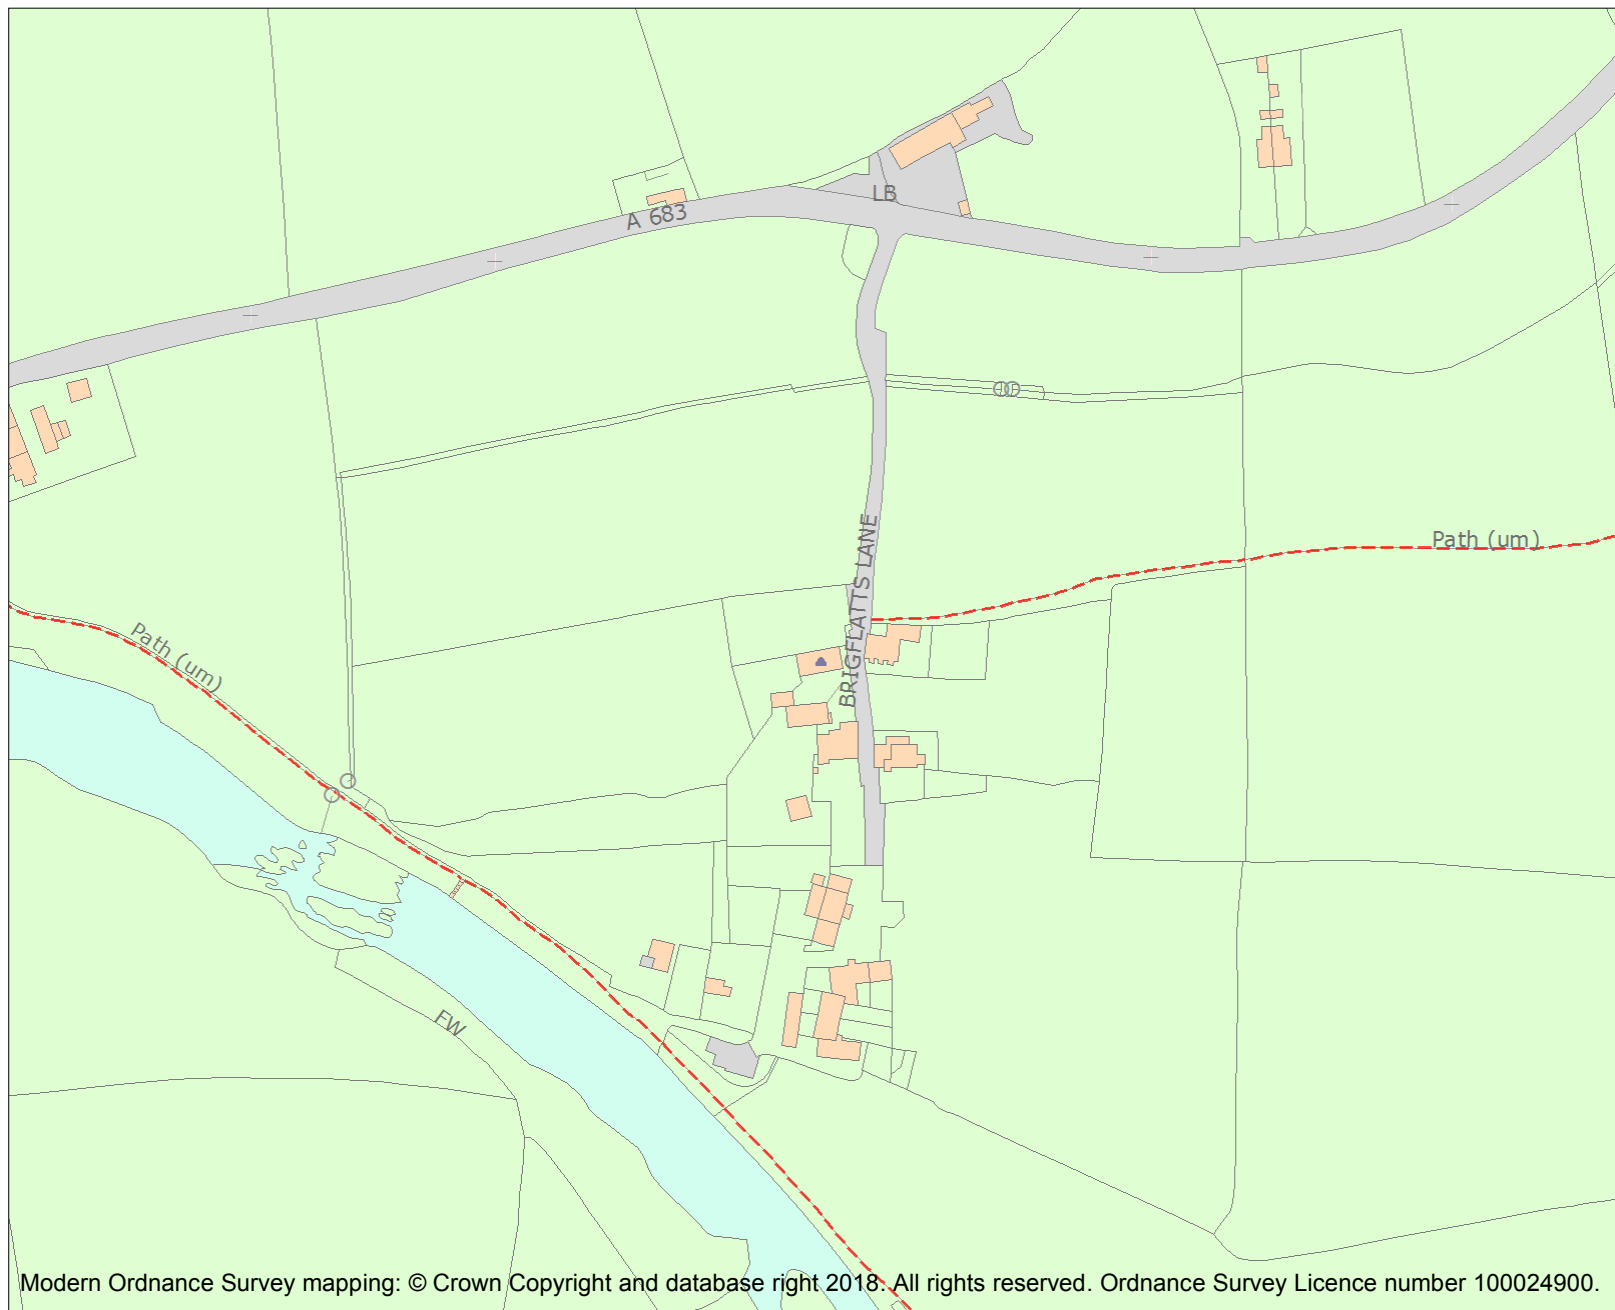 LB
A 683
BRIGFLATTS LANE
Path (um)
Path (um)
FW
Modern Ordnance Survey mapping: © Crown Copyright and database right 2018. All rights reserved. Ordnance Survey Licence number 100024900.